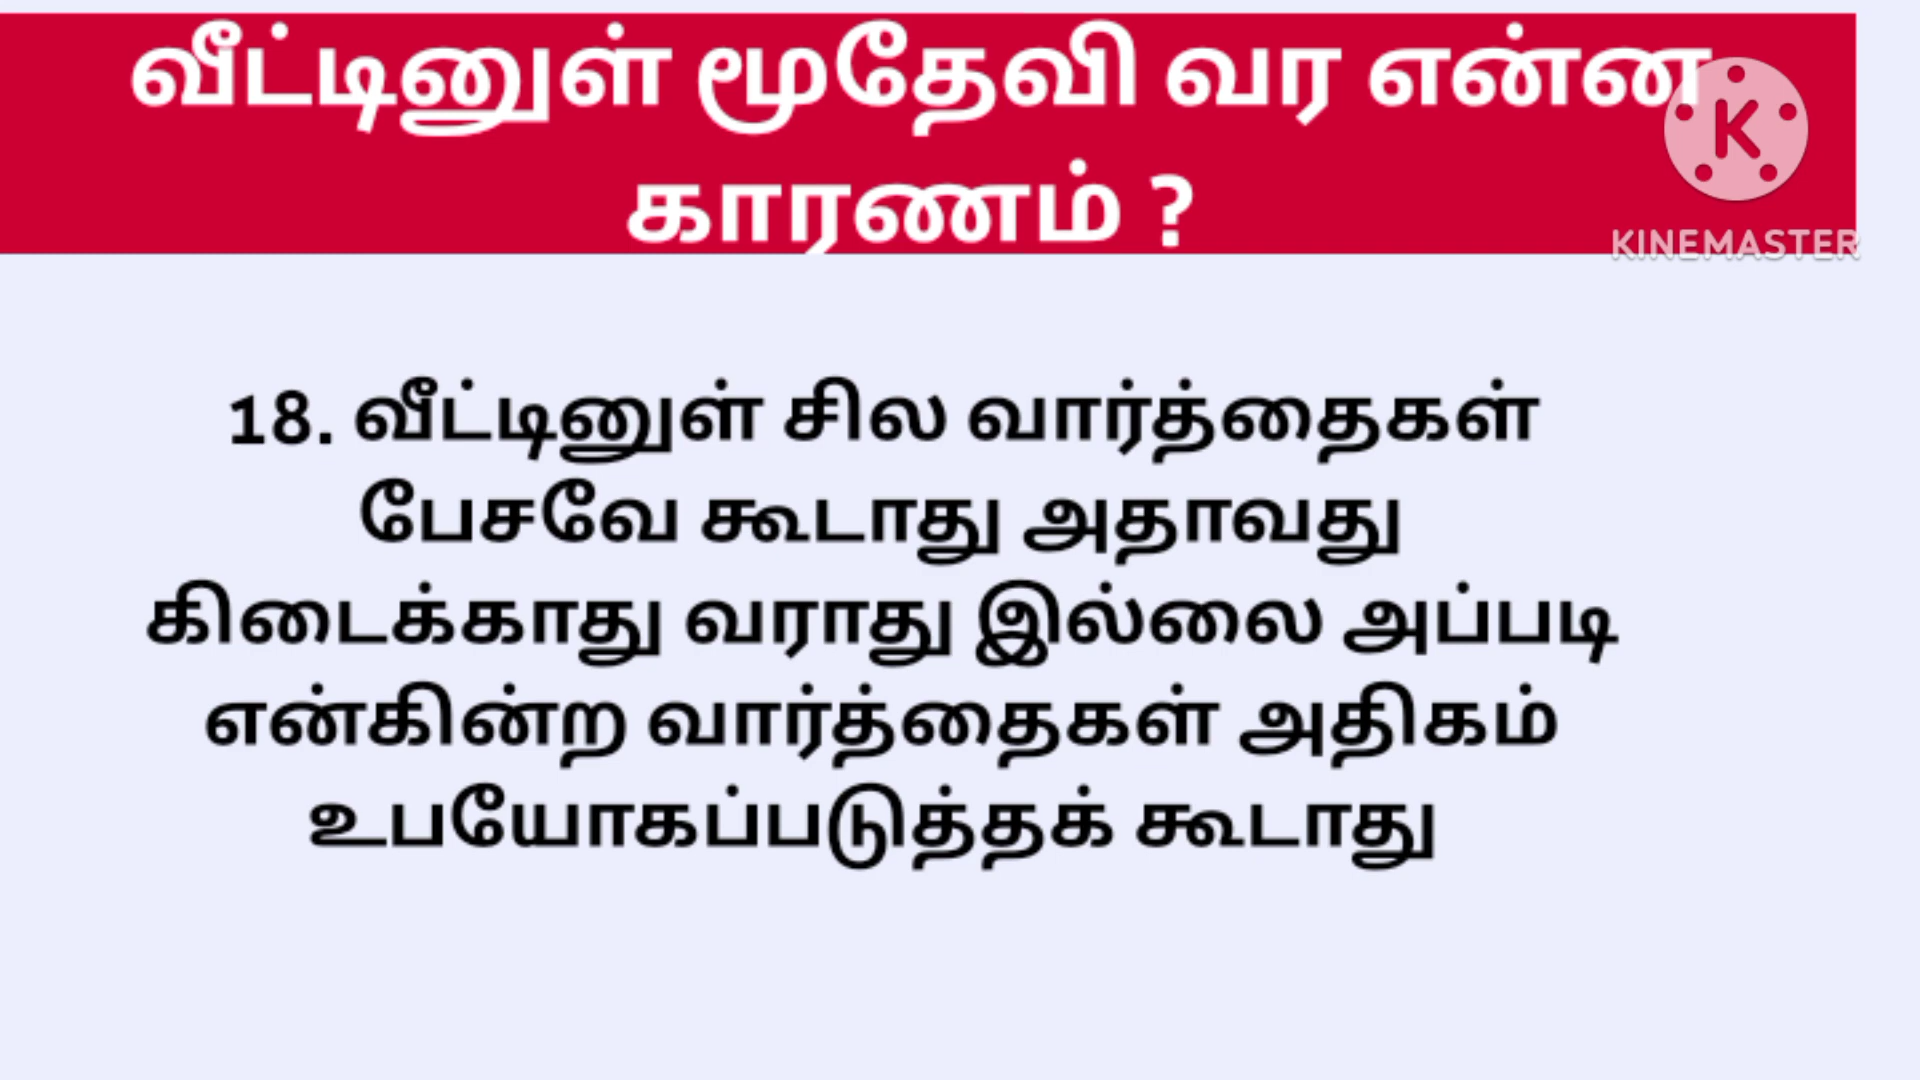 வீட்டினுள் மூதேவி வர என்ன
காரணம் ?
KINEMASTER
18. வீட்டினுள் சில வார்த்தைகள்
பேசவே கூடாது அதாவது
கிடைக்காது வராது இல்லை அப்படி
என்கின்ற வார்த்தைகள் அதிகம்
உபயோகப்படுத்தக் கூடாது